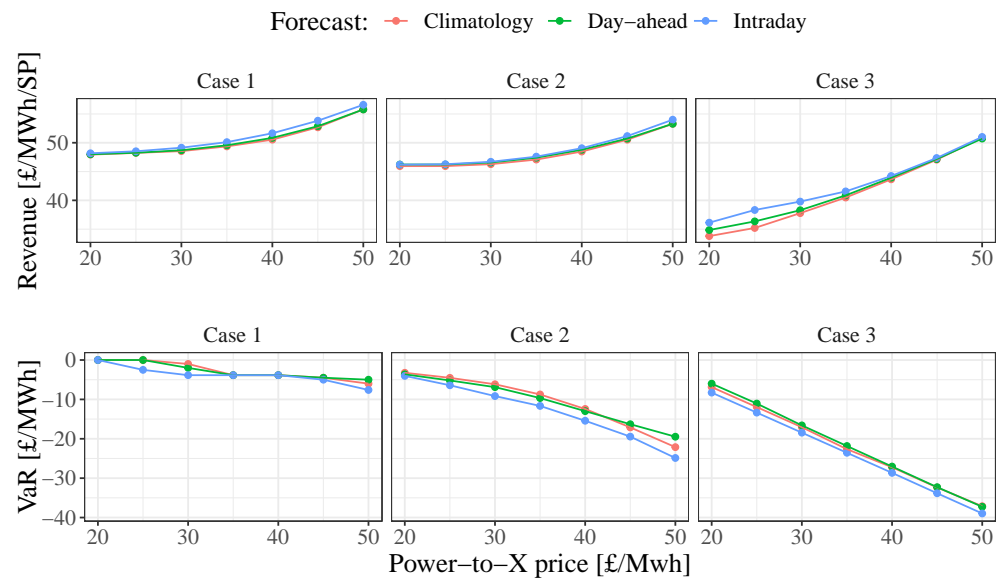 Forecast: Climatology Day−ahead Intraday
Revenue [£/MWh/SP]
Case 1 Case 2 Case 3
50
40
20 30 40 50 20 30 40 50 20 30 40 50
VaR [£/MWh]
Case 1 Case 2 Case 3
0
−10
−20
−30
−40
20 30 40 50 20 30 40 50 20 30 40 50
Power−to−X price [£/Mwh]